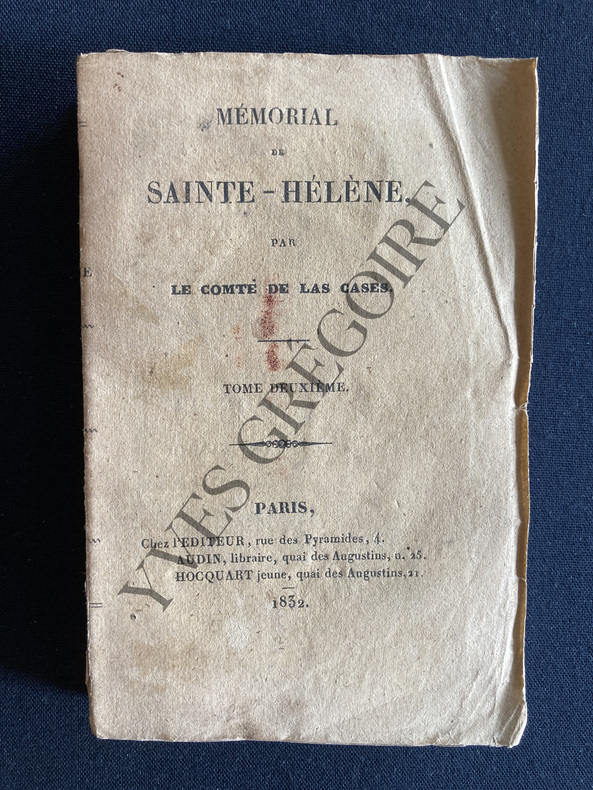 MÉMORIAL
DE
SAINTE-HÉLÈNE,
PAR
LE COMTE DE LAS CASES.
TOME DEUXIÈME.
PARIS,
Chez l'EDITEUR, rue des Pyramides, 4.
AUDIN, libraire, quai des Augustins, n. 25.
HOCQUART jeune, quai des Augustins, 21.
1832.
E
YVES GRÉGOIRE